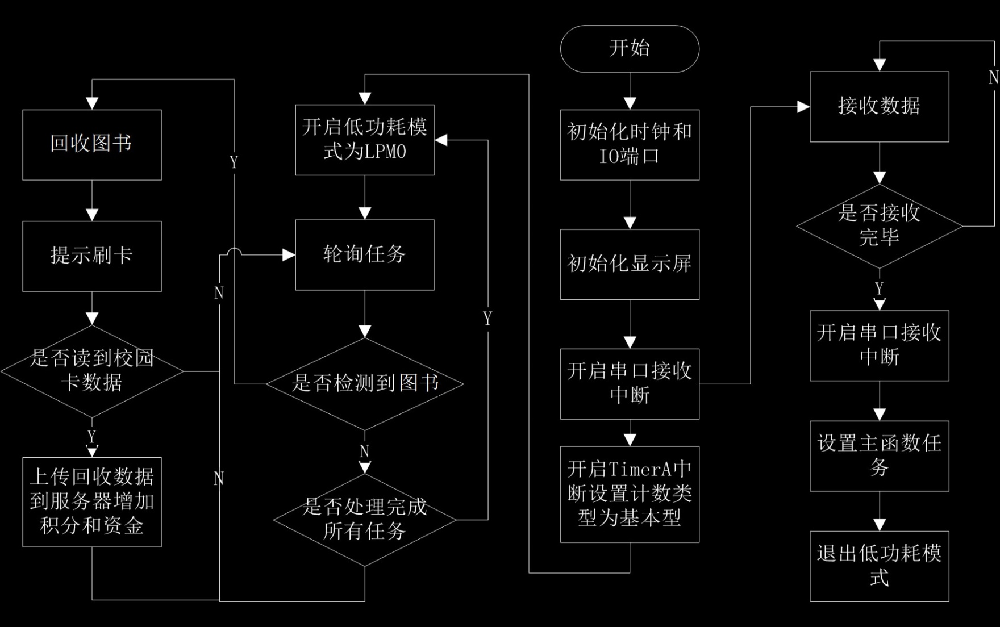 开始
初始化时钟和
IO端口
初始化显示屏
开启串口接收
中断
开启TimerA中
断设置计数类
型为基本型
开启低功耗模
式为LPM0
轮询任务
是否检测到图书
Y
N
是否处理完成
所有任务
Y
N
回收图书
提示刷卡
是否读到校园
卡数据
N
Y
上传回收数据
到服务器增加
积分和资金
接收数据
是否接收
完毕
N
Y
开启串口接收
中断
设置主函数任
务
退出低功耗模
式